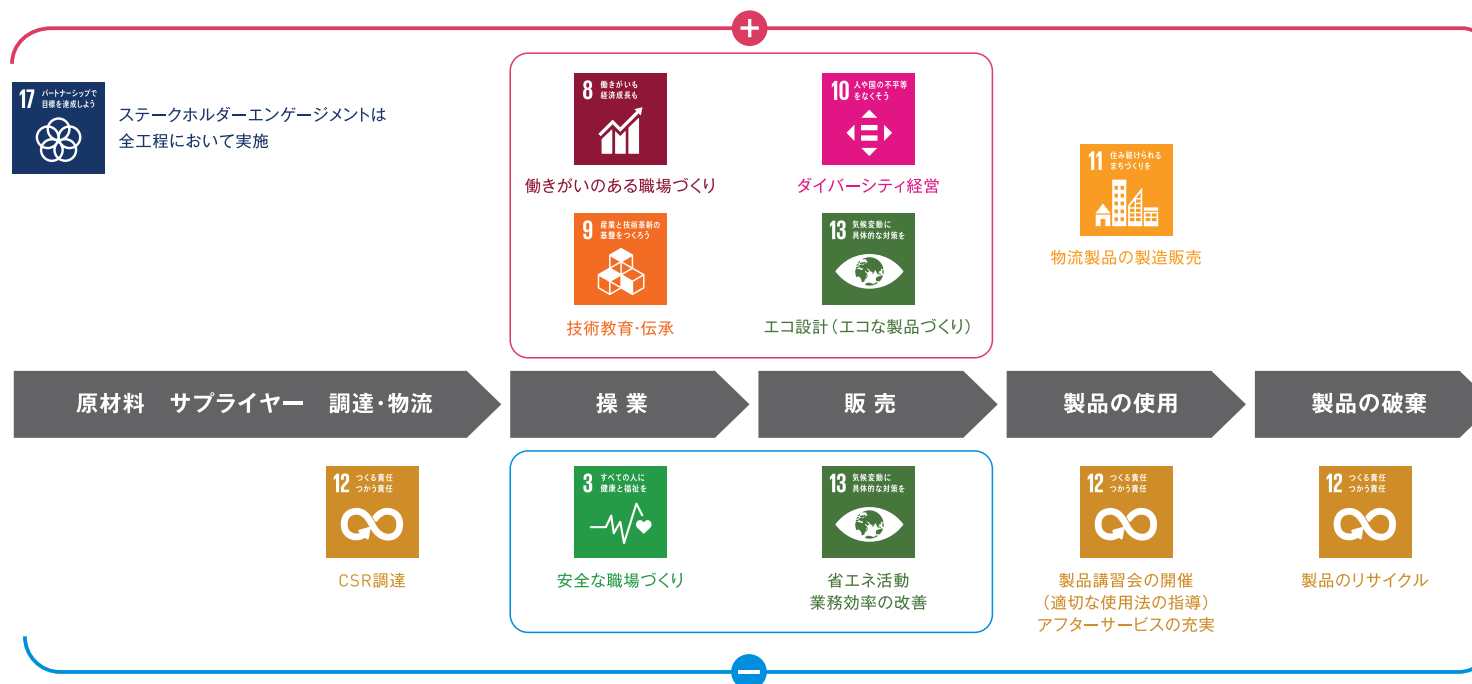 17 パートナーシップで
目標を達成しよう
ステークホルダーエンゲージメントは
全工程において実施
8 働きがいも
経済成長も
働きがいのある職場づくり
10 人や国の不平等
をなくそう
ダイバーシティ経営
9 産業と技術革新の
基盤をつくろう
技術教育・伝承
13 気候変動に
具体的な対策を
エコ設計（エコな製品づくり）
11 住み続けられる
まちづくりを
物流製品の製造販売
原材料 サプライヤー 調達・物流
操業
販売
製品の使用
製品の破棄
12 つくる責任
つかう責任
CSR調達
3 すべての人に
健康と福祉を
安全な職場づくり
13 気候変動に
具体的な対策を
省エネ活動
業務効率の改善
12 つくる責任
つかう責任
製品講習会の開催
（適切な使用法の指導）
アフターサービスの充実
12 つくる責任
つかう責任
製品のリサイクル